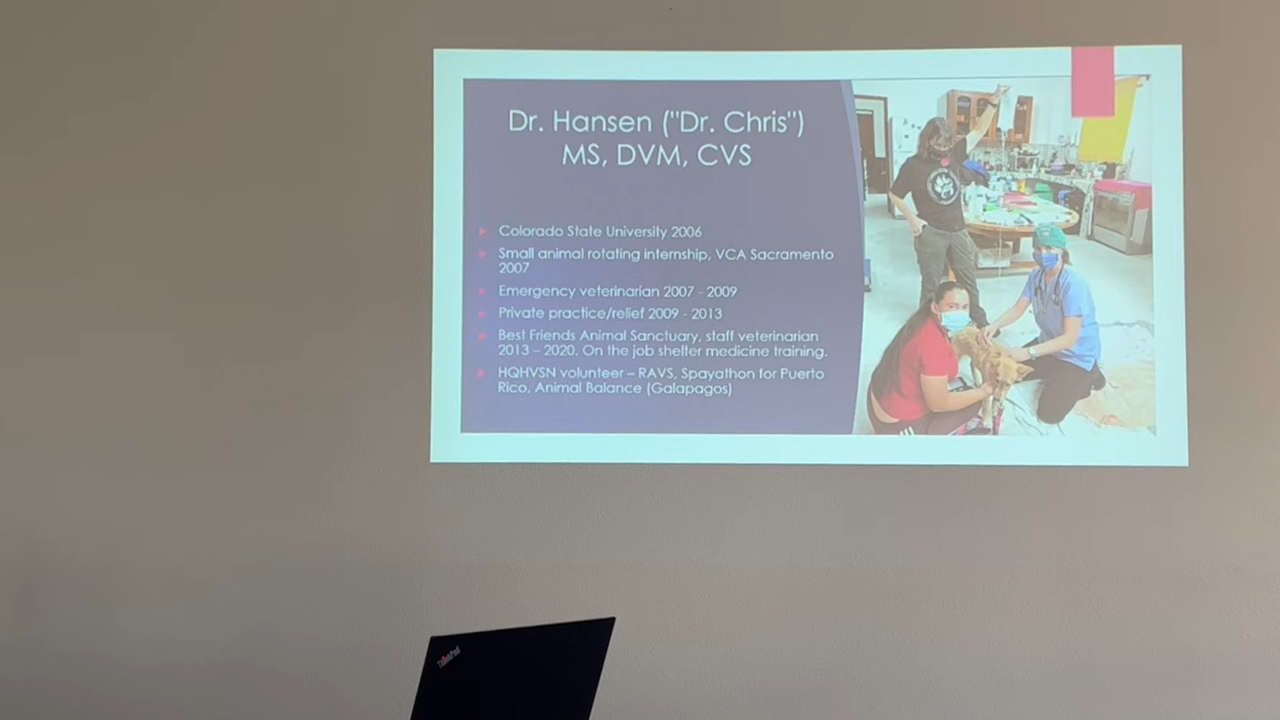 Dr. Hansen ("Dr. Chris")
MS, DVM, CVS
Colorado State University 2006
Small animal rotating internship, VCA Sacramento
2007
Emergency veterinarian 2007 - 2009
Private practice/relief 2009 - 2013
Best Friends Animal Sanctuary, staff veterinarian
2013 – 2020. On the job shelter medicine training.
HQHVSN volunteer – RAVS, Spayathon for Puerto
Rico, Animal Balance (Galapagos)
ThinkPad